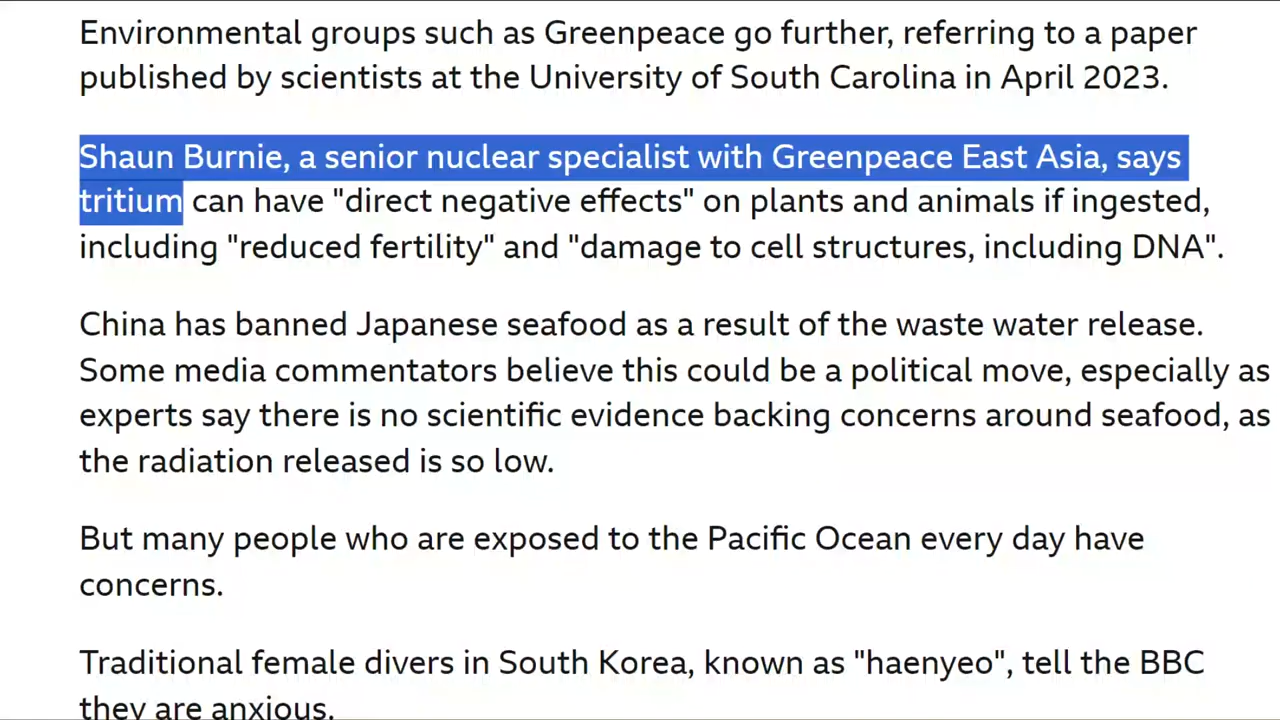 Environmental groups such as Greenpeace go further, referring to a paper
published by scientists at the University of South Carolina in April 2023.
Shaun Burnie, a senior nuclear specialist with Greenpeace East Asia, says
tritium can have "direct negative effects" on plants and animals if ingested,
including "reduced fertility" and "damage to cell structures, including DNA".
China has banned Japanese seafood as a result of the waste water release.
Some media commentators believe this could be a political move, especially as
experts say there is no scientific evidence backing concerns around seafood, as
the radiation released is so low.
But many people who are exposed to the Pacific Ocean every day have
concerns.
Traditional female divers in South Korea, known as "haenyeo", tell the BBC
they are anxious.